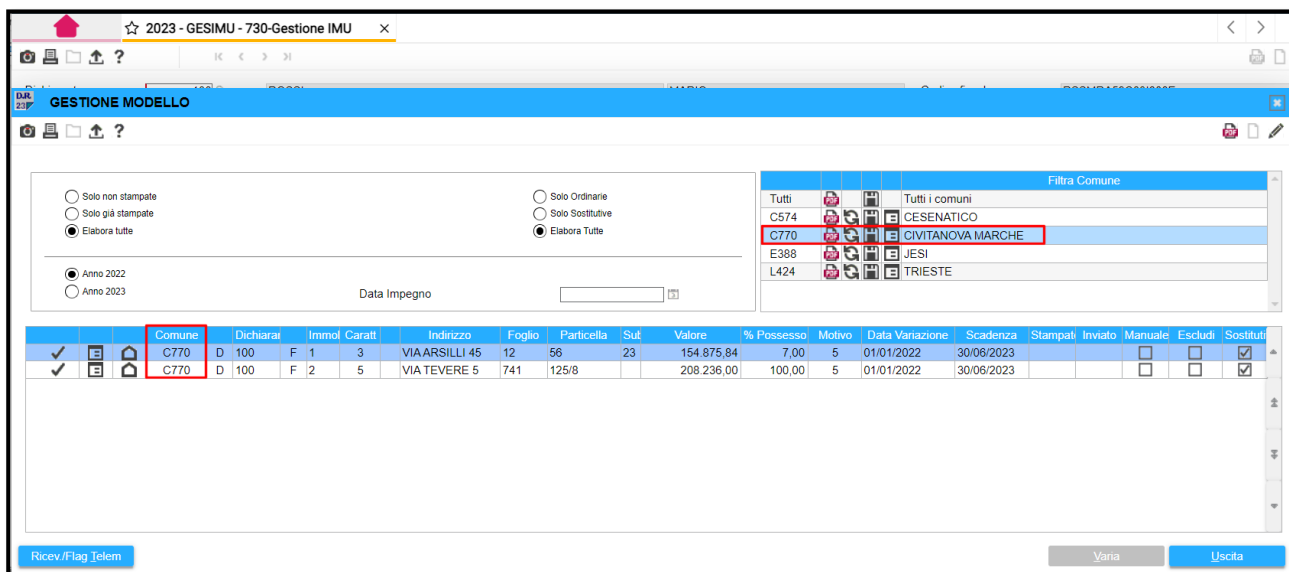 2023 - GESIMU - 730-Gestione IMU
?
D.R. 23 GESTIONE MODELLO
?
Filtra Comune
Solo non stampate Solo Ordinarie
Tutti Tutti i comuni
Solo già stampate Solo Sostitutive
C574 CESENATICO
Elabora tutte Elabora Tutte
C770 CIVITANOVA MARCHE
E388 JESI
Anno 2022
L424 TRIESTE
Anno 2023 Data Impegno
Comune Dichiarar Immol Caratt Indirizzo Foglio Particella Sub Valore % Possesso Motivo Data Variazione Scadenza Stampati Inviato Manuale Escludi Sostituti
C770 D 100 F 1 3 VIA ARSILLI 45 12 56 23 154.875,84 7,00 5 01/01/2022 30/06/2023
C770 D 100 F 2 5 VIA TEVERE 5 741 125/8 208.236,00 100,00 5 01/01/2022 30/06/2023
Ricev./Flag Telem Varia Uscita